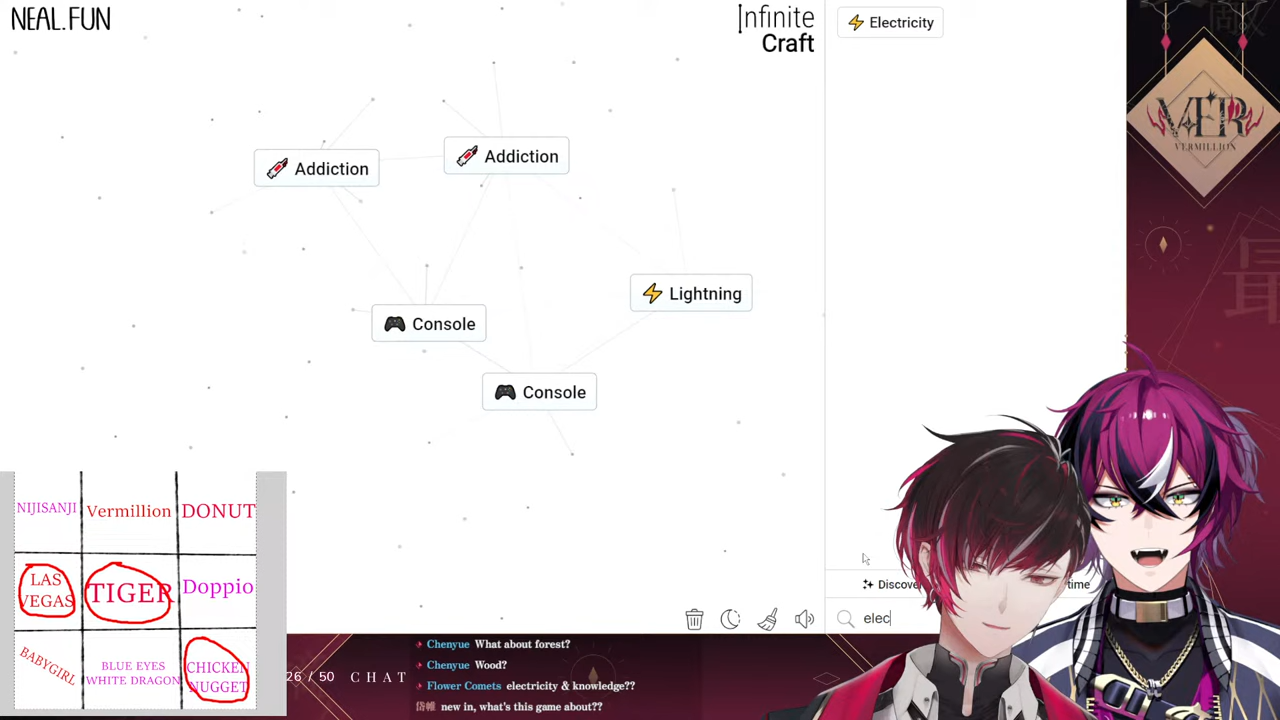 NEAL.FUN
Infinite
Craft
Electricity
VER
VERMILLION
Addiction
Addiction
Lightning
Console
Console
最
NIJISANJI
Vermillion
DONUT
LAS
VEGAS
TIGER
Doppio
BABYGIRL
BLUE EYES
WHITE DRAGON
CHICKEN
NUGGET
Discove
time
elec
26 / 50
CHAT
Chenyue What about forest?
Chenyue Wood?
Flower Comets electricity & knowledge??
new in, what's this game about??